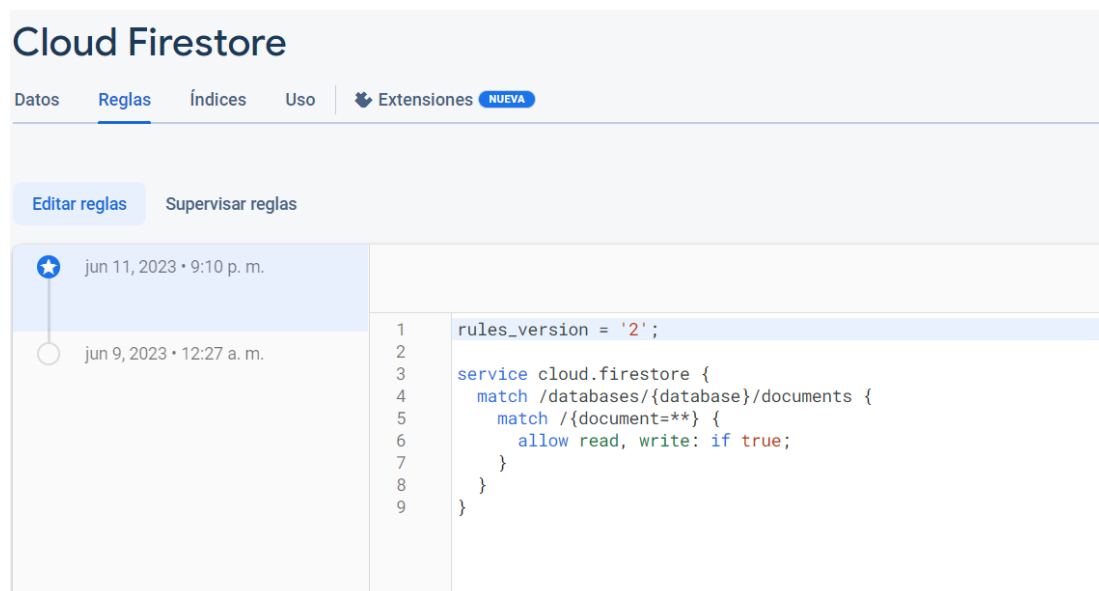 Cloud Firestore
Datos Reglas Índices Uso Extensiones NUEVA
Editar reglas Supervisar reglas
jun 11, 2023 • 9:10 p. m.
jun 9, 2023 • 12:27 a. m.
1 rules_version = '2';
2
3 service cloud.firestore {
4   match /databases/{database}/documents {
5     match /{document=**} {
6       allow read, write: if true;
7     }
8   }
9 }